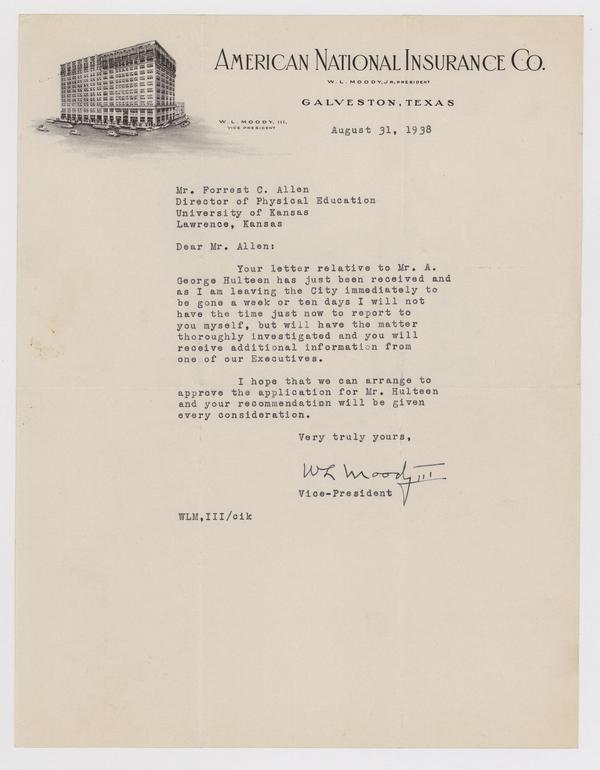 AMERICAN NATIONAL INSURANCE CO.
W. L. MOODY, JR., PRESIDENT
GALVESTON, TEXAS
W. L. MOODY, III.
VICE PRESIDENT
August 31, 1938
Mr. Forrest C. Allen
Director of Physical Education
University of Kansas
Lawrence, Kansas
Dear Mr. Allen:
Your letter relative to Mr. A.
George Hulteen has just been received and
as I am leaving the City immediately to
be gone a week or ten days I will not
have the time just now to report to
you myself, but will have the matter
thoroughly investigated and you will
receive additional information from
one of our Executives.
I hope that we can arrange to
approve the application for Mr. Hulteen
and your recommendation will be given
every consideration.
Very truly yours,
WL Moody III
Vice-President
WLM,III/cik